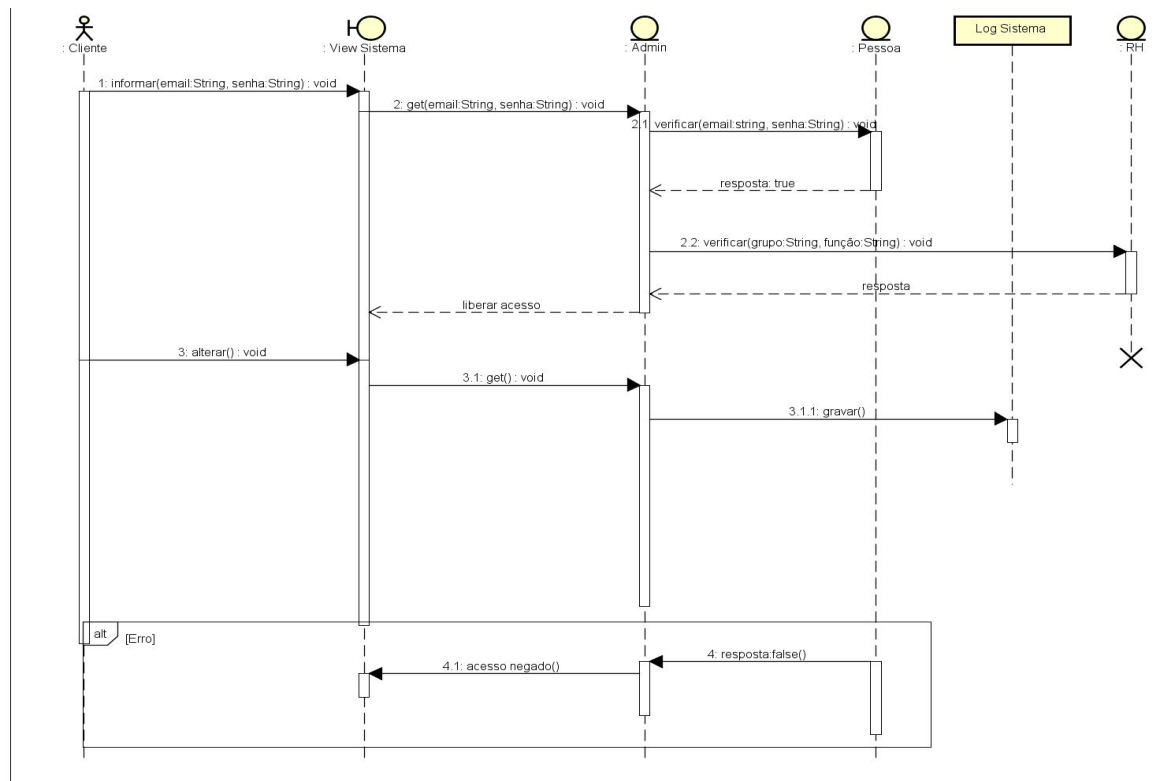 : Cliente
: View Sistema
: Admin
: Pessoa
Log Sistema
: RH
1: informar(email:String, senha:String) : void
2: get(email:String, senha:String) : void
2.1: verificar(email:string, senha:String) : void
resposta: true
2.2: verificar(grupo:String, função:String) : void
resposta
liberar acesso
3: alterar() : void
3.1: get() : void
3.1.1: gravar()
alt
[Erro]
4: resposta:false()
4.1: acesso negado()